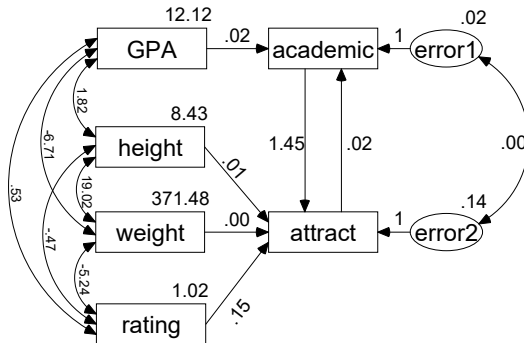 12.12
.02
GPA
.02
academic
1
error1
1.82
8.43
-6.71
height
.01
1.45
.02
.00
.53
19.02
371.48
.14
-.47
weight
.00
attract
1
error2
-5.24
1.02
.15
rating